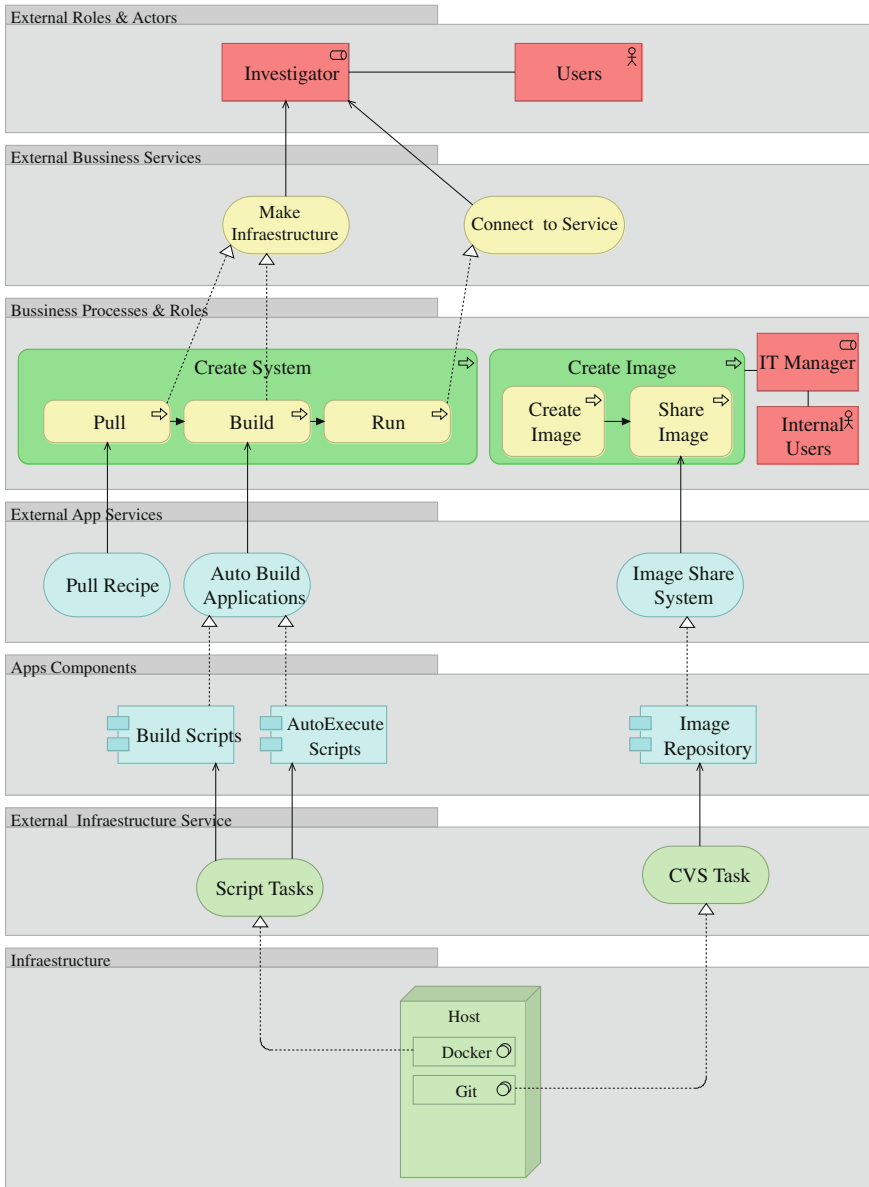 External Roles & Actors
Investigator
Users
External Bussiness Services
Make
Infraestructure
Connect to Service
Bussiness Processes & Roles
Create System
Pull
Build
Run
Create Image
Create
Image
Share
Image
IT Manager
Internal
Users
External App Services
Pull Recipe
Auto Build
Applications
Image Share
System
Apps Components
Build Scripts
AutoExecute
Scripts
Image
Repository
External Infraestructure Service
Script Tasks
CVS Task
Infraestructure
Host
Docker
Git